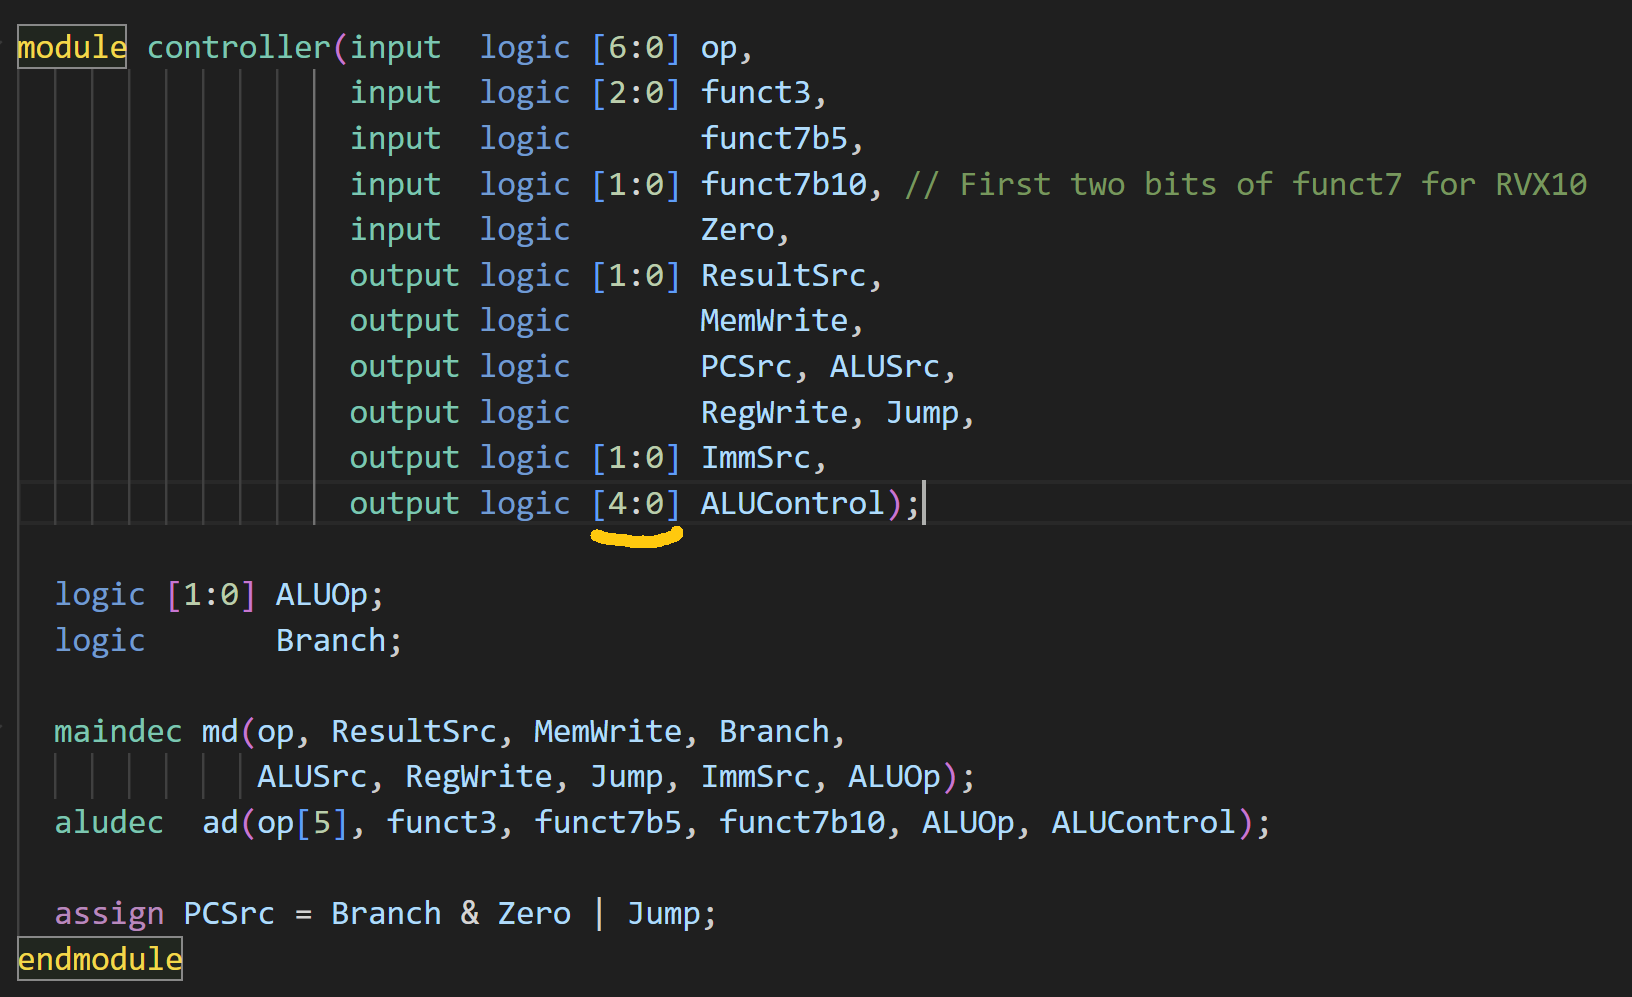 module controller(input  logic [6:0] op,
                  input  logic [2:0] funct3,
                  input  logic       funct7b5,
                  input  logic [1:0] funct7b10, // First two bits of funct7 for RVX10
                  input  logic       Zero,
                  output logic [1:0] ResultSrc,
                  output logic       MemWrite,
                  output logic       PCSrc, ALUSrc,
                  output logic       RegWrite, Jump,
                  output logic [1:0] ImmSrc,
                  output logic [4:0] ALUControl);
  logic [1:0] ALUOp;
  logic       Branch;
  maindec md(op, ResultSrc, MemWrite, Branch,
             ALUSrc, RegWrite, Jump, ImmSrc, ALUOp);
  aludec  ad(op[5], funct3, funct7b5, funct7b10, ALUOp, ALUControl);
  assign PCSrc = Branch & Zero | Jump;
endmodule